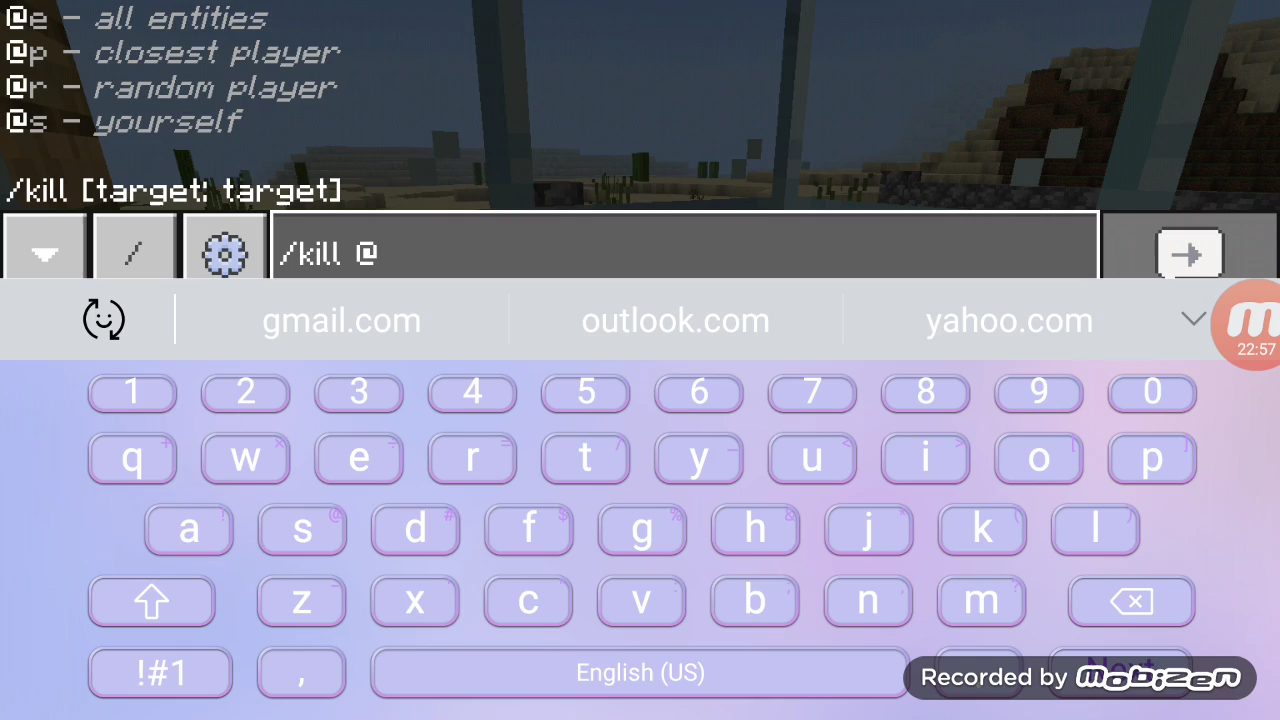 @e - all entities
@p - closest player
@r - random player
@s - yourself
/kill [target: target]
/
/kill @
gmail.com
outlook.com
yahoo.com
22:57
1 2 3 4 5 6 7 8 9 0
q w e r t y u i o p
a s d f g h j k l
z x c v b n m
!#1
,
English (US)
Next
Recorded by mobizen